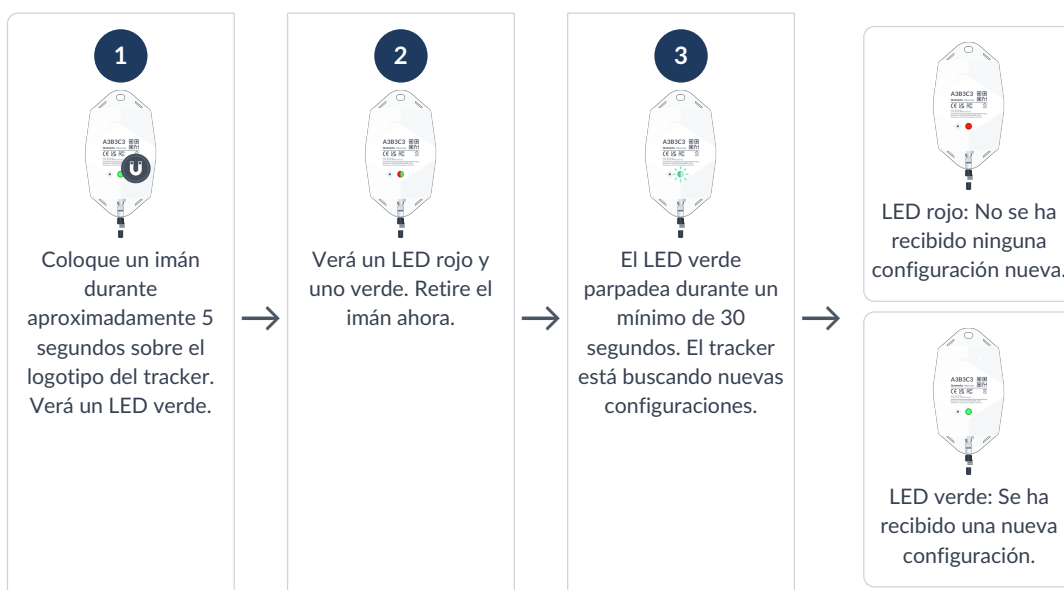 1
A3B3C3
Coloque un imán
durante
aproximadamente 5
segundos sobre el
logotipo del tracker.
Verá un LED verde.
2
A3B3C3
Verá un LED rojo y
uno verde. Retire el
imán ahora.
3
A3B3C3
El LED verde
parpadea durante un
mínimo de 30
segundos. El tracker
está buscando nuevas
configuraciones.
A3B3C3
LED rojo: No se ha
recibido ninguna
configuración nueva.
A3B3C3
LED verde: Se ha
recibido una nueva
configuración.